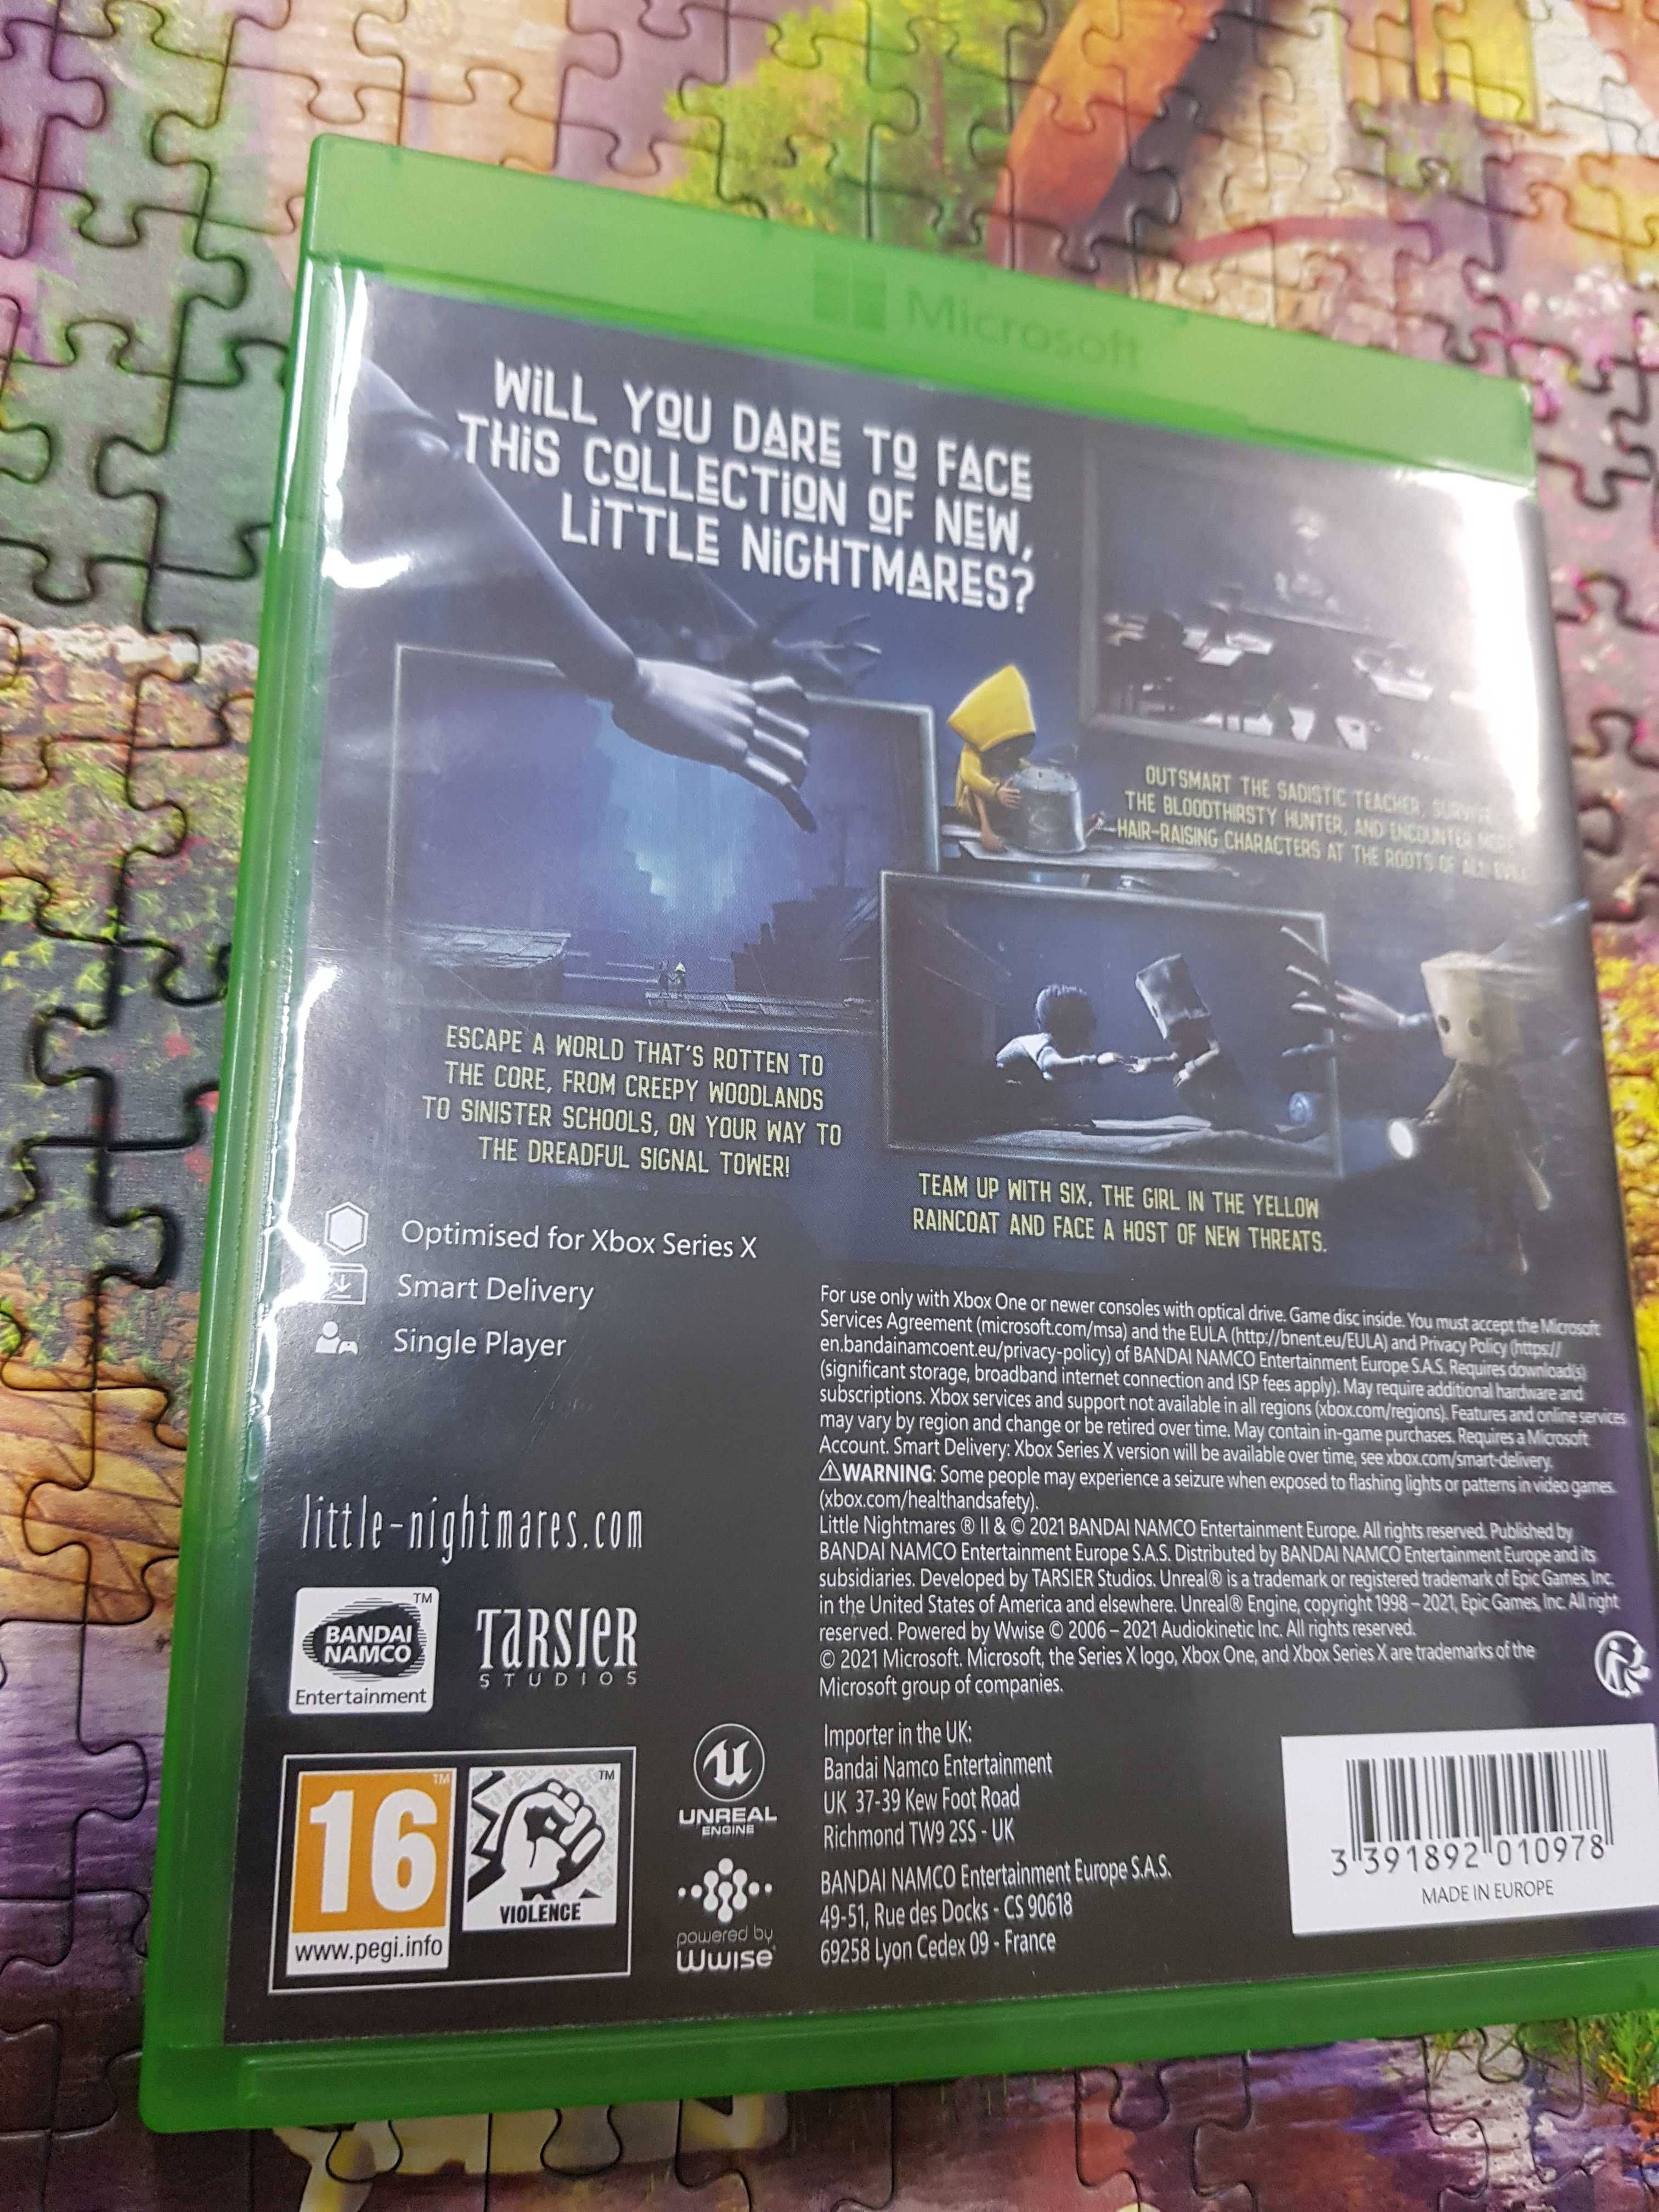 Microsoft
WiLL YOU DARE TO FACE
THiS COLLECTiON OF NEW,
LiTTLE NiGHTMARES?
OUTSMART THE SADISTIC TEACHER, SURVIVE
THE BLOODTHIRSTY HUNTER, AND ENCOUNTER MORE
HAIR-RAISING CHARACTERS AT THE ROOTS OF ALL EVIL!
ESCAPE A WORLD THAT'S ROTTEN TO
THE CORE, FROM CREEPY WOODLANDS
TO SINISTER SCHOOLS, ON YOUR WAY TO
THE DREADFUL SIGNAL TOWER!
TEAM UP WITH SIX, THE GIRL IN THE YELLOW
RAINCOAT AND FACE A HOST OF NEW THREATS.
Optimised for Xbox Series X
Smart Delivery
Single Player
For use only with Xbox One or newer consoles with optical drive. Game disc inside. You must accept the Microsoft
Services Agreement (microsoft.com/msa) and the EULA (http://bnent.eu/EULA) and Privacy Policy (https://
en.bandainamcoent.eu/privacy-policy) of BANDAI NAMCO Entertainment Europe S.A.S. Requires download(s)
(significant storage, broadband internet connection and ISP fees apply). May require additional hardware and
subscriptions. Xbox services and support not available in all regions (xbox.com/regions). Features and online services
may vary by region and change or be retired over time. May contain in-game purchases. Requires a Microsoft
Account. Smart Delivery: Xbox Series X version will be available over time, see xbox.com/smart-delivery.
⚠WARNING: Some people may experience a seizure when exposed to flashing lights or patterns in video games.
(xbox.com/healthandsafety).
Little Nightmares ® II & © 2021 BANDAI NAMCO Entertainment Europe. All rights reserved. Published by
BANDAI NAMCO Entertainment Europe S.A.S. Distributed by BANDAI NAMCO Entertainment Europe and its
subsidiaries. Developed by TARSIER Studios. Unreal® is a trademark or registered trademark of Epic Games, Inc.
in the United States of America and elsewhere. Unreal® Engine, copyright 1998 – 2021, Epic Games, Inc. All right
reserved. Powered by Wwise © 2006 – 2021 Audiokinetic Inc. All rights reserved.
© 2021 Microsoft. Microsoft, the Series X logo, Xbox One, and Xbox Series X are trademarks of the
Microsoft group of companies.
little-nightmares.com
BANDAI
NAMCO
TM
Entertainment
TARSIER
STUDIOS
16
TM
www.pegi.info
TM
VIOLENCE
UNREAL
ENGINE
powered by
Wwise
Importer in the UK:
Bandai Namco Entertainment
UK 37-39 Kew Foot Road
Richmond TW9 2SS - UK
BANDAI NAMCO Entertainment Europe S.A.S.
49-51, Rue des Docks - CS 90618
69258 Lyon Cedex 09 - France
3 391892 010978
MADE IN EUROPE